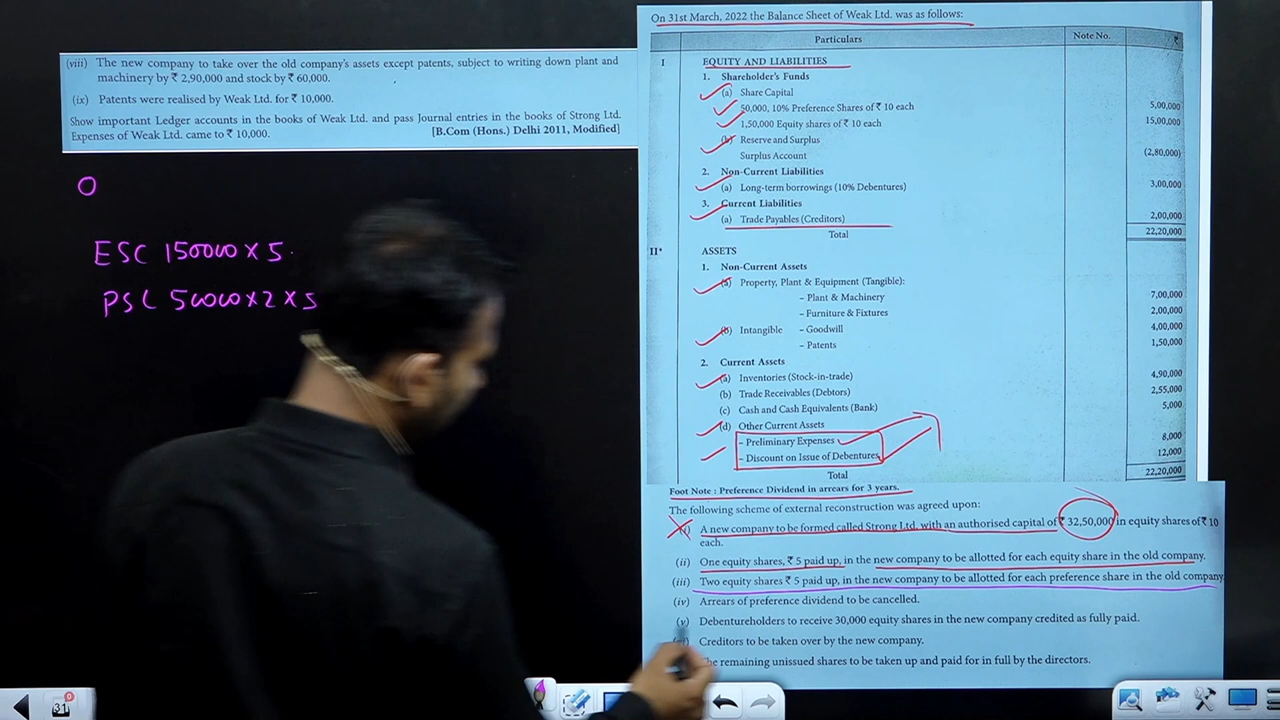 (viii) The new company to take over the old company's assets except patents, subject to writing down plant and
machinery by ₹ 2,90,000 and stock by ₹ 60,000.
(ix) Patents were realised by Weak Ltd. for ₹ 10,000.
Show important Ledger accounts in the books of Weak Ltd. and pass Journal entries in the books of Strong Ltd.
Expenses of Weak Ltd. came to ₹ 10,000. [B.Com (Hons.) Delhi 2011, Modified]
0
ESC 150000 × 5
PSC 50000 × 2 × 5
On 31st March, 2022 the Balance Sheet of Weak Ltd. was as follows:
Particulars Note No. ₹
I EQUITY AND LIABILITIES
1. Shareholder's Funds
(a) Share Capital
50,000, 10% Preference Shares of ₹ 10 each 5,00,000
1,50,000 Equity shares of ₹ 10 each 15,00,000
(b) Reserve and Surplus
Surplus Account (2,80,000)
2. Non-Current Liabilities
(a) Long-term borrowings (10% Debentures) 3,00,000
3. Current Liabilities
(a) Trade Payables (Creditors) 2,00,000
Total 22,20,000
II* ASSETS
1. Non-Current Assets
(a) Property, Plant & Equipment (Tangible):
– Plant & Machinery 7,00,000
– Furniture & Fixtures 2,00,000
(b) Intangible – Goodwill 4,00,000
– Patents 1,50,000
2. Current Assets
(a) Inventories (Stock-in-trade) 4,90,000
(b) Trade Receivables (Debtors) 2,55,000
(c) Cash and Cash Equivalents (Bank) 5,000
(d) Other Current Assets
– Preliminary Expenses 8,000
– Discount on Issue of Debentures 12,000
Total 22,20,000
Foot Note : Preference Dividend in arrears for 3 years.
The following scheme of external reconstruction was agreed upon:
(i) A new company to be formed called Strong Ltd. with an authorised capital of ₹ 32,50,000 in equity shares of ₹ 10
each.
(ii) One equity shares, ₹ 5 paid up, in the new company to be allotted for each equity share in the old company.
(iii) Two equity shares ₹ 5 paid up, in the new company to be allotted for each preference share in the old company
(iv) Arrears of preference dividend to be cancelled.
(v) Debentureholders to receive 30,000 equity shares in the new company credited as fully paid.
Creditors to be taken over by the new company.
remaining unissued shares to be taken up and paid for in full by the directors.
31